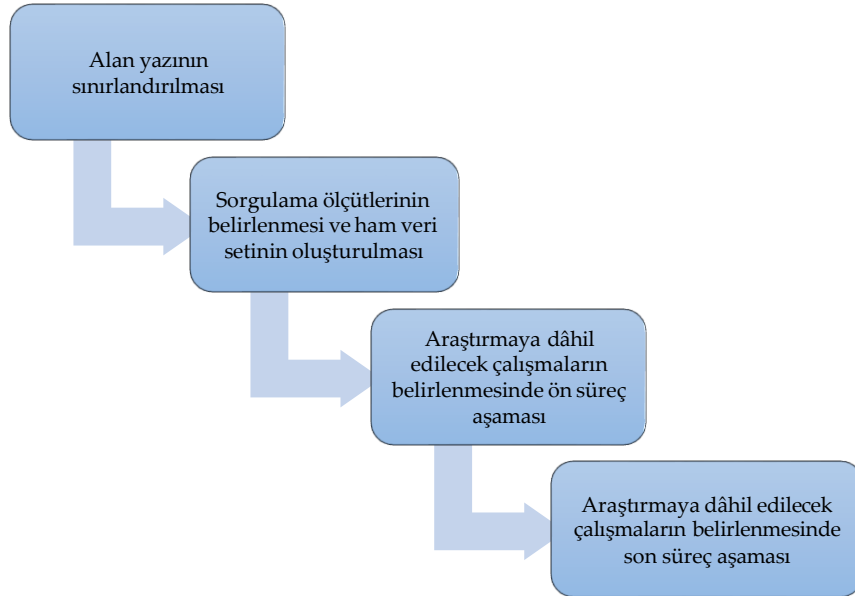 Alan yazının
sınırlandırılması
Sorgulama ölçütlerinin
belirlenmesi ve ham veri
setinin oluşturulması
Araştırmaya dâhil
edilecek çalışmaların
belirlenmesinde ön süreç
aşaması
Araştırmaya dâhil edilecek
çalışmaların belirlenmesinde
son süreç aşaması